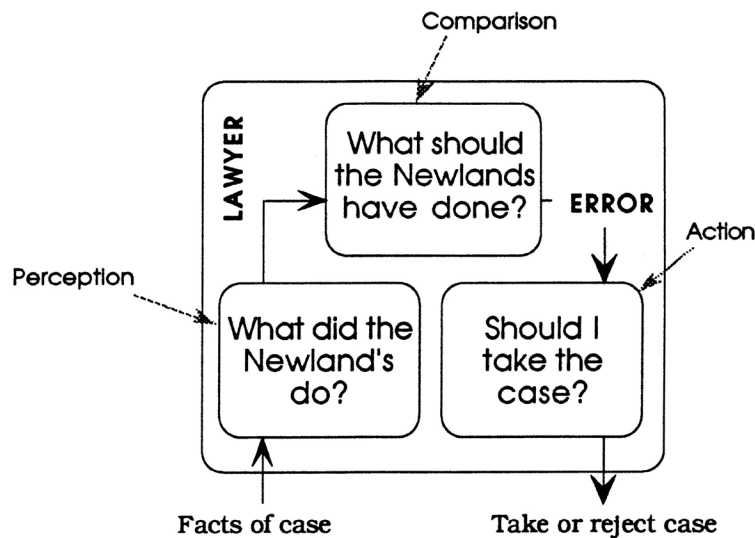 Comparison
LAWYER
What should
the Newlands
have done?
ERROR
Action
Perception
What did the
Newland's
do?
Should I
take the
case?
Facts of case
Take or reject case